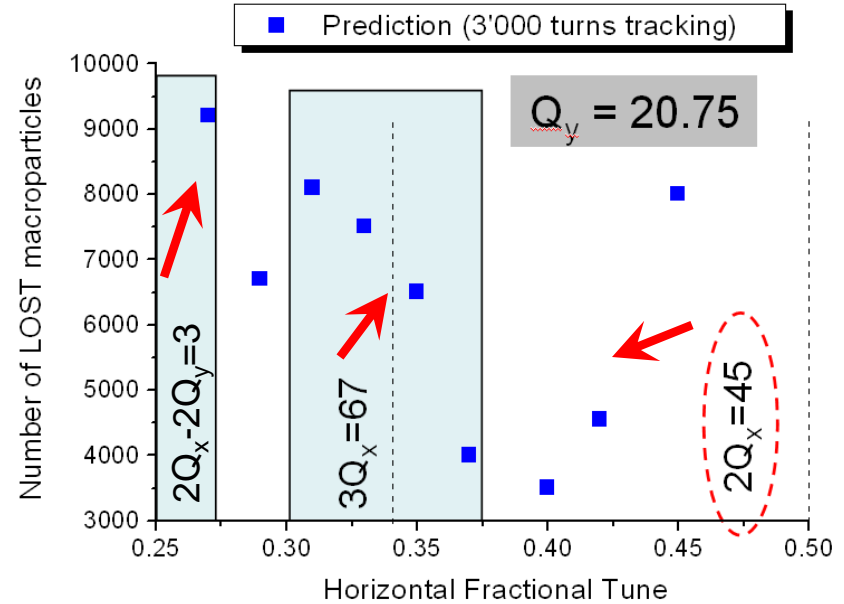 Prediction (3'000 turns tracking)
Q_y = 20.75
Number of LOST macroparticles
10000
9000
8000
7000
6000
5000
4000
3000
2Qx-2Qy=3
3Qx=67
2Qx=45
0.25
0.30
0.35
0.40
0.45
0.50
Horizontal Fractional Tune